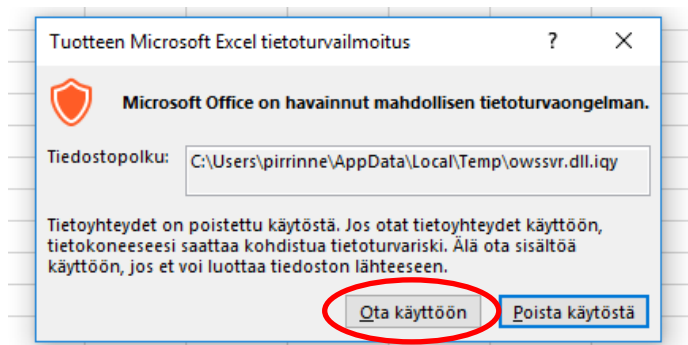 Tuotteen Microsoft Excel tietoturvailmoitus ? X
Microsoft Office on havainnut mahdollisen tietoturvaongelman.
Tiedostopolku: C:\Users\pirrinne\AppData\Local\Temp\owssvr.dll.iqy
Tietoyhteydet on poistettu käytöstä. Jos otat tietoyhteydet käyttöön,
tietokoneeseesi saattaa kohdistua tietoturvariski. Älä ota sisältöä
käyttöön, jos et voi luottaa tiedoston lähteeseen.
Ota käyttöön Poista käytöstä